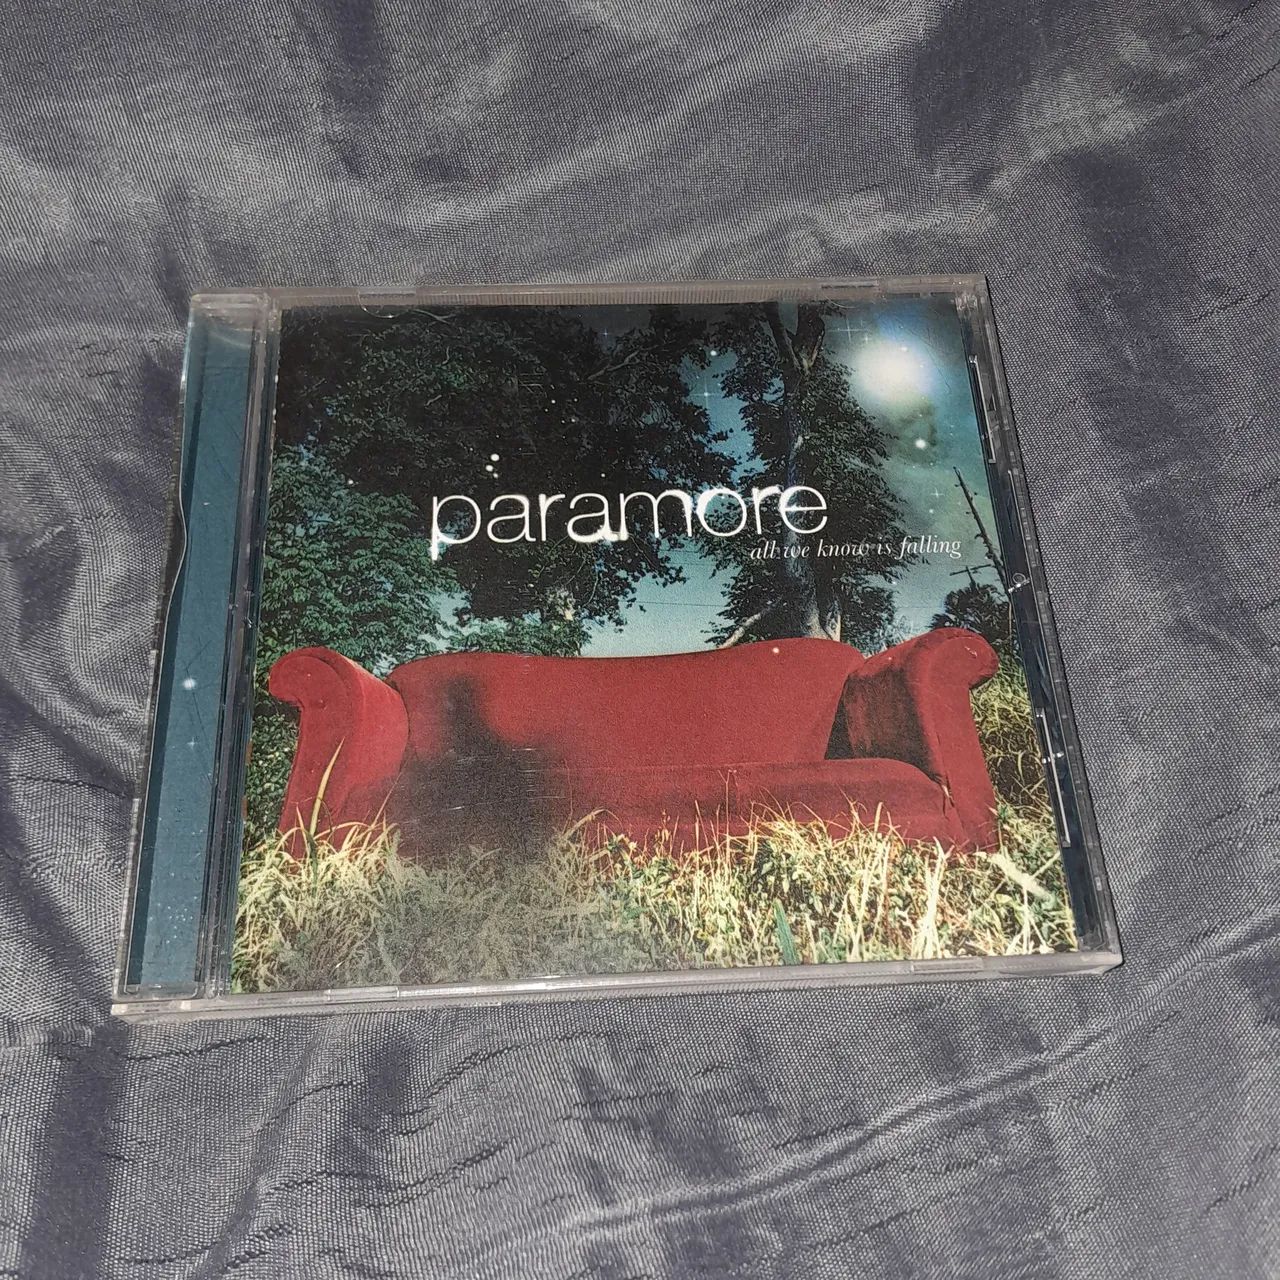 paramore
all we know is falling